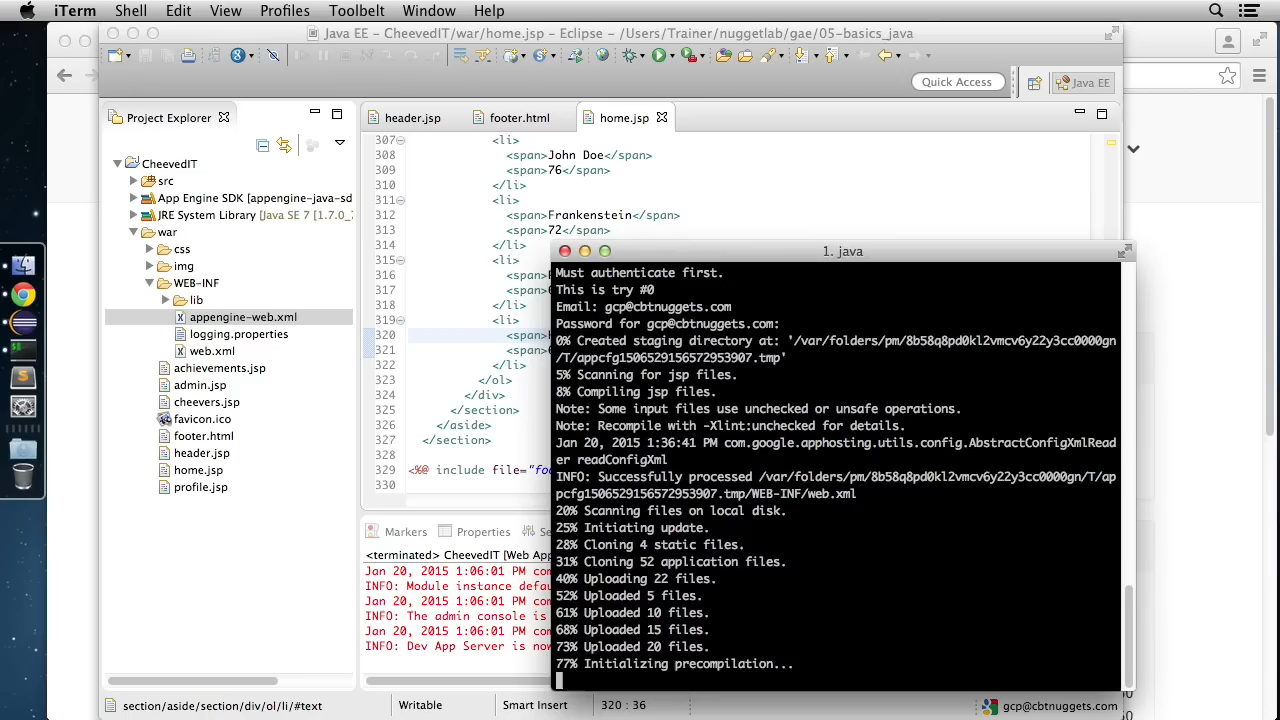 iTerm Shell Edit View Profiles Toolbelt Window Help
Java EE - CheevedIT/war/home.jsp - Eclipse - /Users/Trainer/nuggetlab/gae/05-basics_java
Quick Access
Java EE
Project Explorer
CheevedIT
src
App Engine SDK [appengine-java-sd
JRE System Library [Java SE 7 [1.7.0_7
war
css
img
WEB-INF
lib
appengine-web.xml
logging.properties
web.xml
achievements.jsp
admin.jsp
cheevers.jsp
favicon.ico
footer.html
header.jsp
home.jsp
profile.jsp
header.jsp footer.html home.jsp
307 <li>
308 <span>John Doe</span>
309 <span>76</span>
310 </li>
311 <li>
312 <span>Frankenstein</span>
313 <span>72</span>
314 </li>
315 <li>
316 <span>
317 <span>6
318 </li>
319 <li>
320 <span>
321 <span>6
322 </li>
323 </ol>
324 </div>
325 </section>
326 </aside>
327 </section>
328
329 <%@ include file="foo
330
Markers Properties Se
<terminated> CheevedIT [Web App
Jan 20, 2015 1:06:01 PM com
INFO: Module instance defau
Jan 20, 2015 1:06:01 PM com
INFO: The admin console is
Jan 20, 2015 1:06:01 PM com
INFO: Dev App Server is now
1. java
Must authenticate first.
This is try #0
Email: gcp@cbtnuggets.com
Password for gcp@cbtnuggets.com:
0% Created staging directory at: '/var/folders/pm/8b58q8pd0kl2vmcv6y22y3cc0000gn
/T/appcfg1506529156572953907.tmp'
5% Scanning for jsp files.
8% Compiling jsp files.
Note: Some input files use unchecked or unsafe operations.
Note: Recompile with -Xlint:unchecked for details.
Jan 20, 2015 1:36:41 PM com.google.apphosting.utils.config.AbstractConfigXmlRead
er readConfigXml
INFO: Successfully processed /var/folders/pm/8b58q8pd0kl2vmcv6y22y3cc0000gn/T/ap
pcfg1506529156572953907.tmp/WEB-INF/web.xml
20% Scanning files on local disk.
25% Initiating update.
28% Cloning 4 static files.
31% Cloning 52 application files.
40% Uploading 22 files.
52% Uploaded 5 files.
61% Uploaded 10 files.
68% Uploaded 15 files.
73% Uploaded 20 files.
77% Initializing precompilation...
section/aside/section/div/ol/li/#text Writable Smart Insert 320 : 36 gcp@cbtnuggets.com